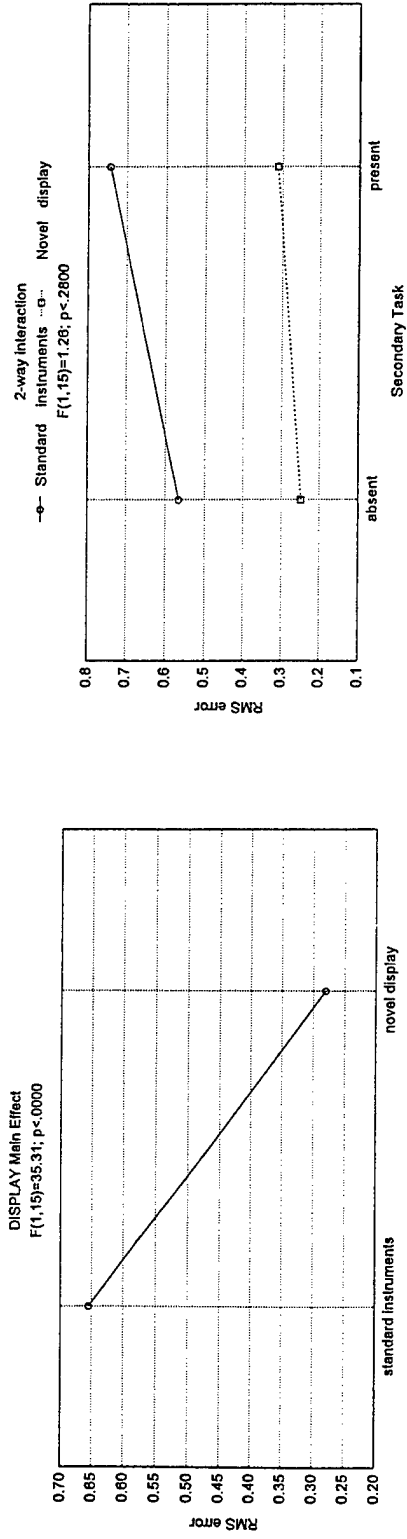 DISPLAY Main Effect
F(1,15)=35.31; p<.0000
0.70
0.65
0.60
0.55
0.50
0.45
0.40
0.35
0.30
0.25
0.20
RMS error
standard instruments
novel display
2-way interaction
Standard instruments Novel display
F(1,15)=1.26; p<.2800
0.8
0.7
0.6
0.5
0.4
0.3
0.2
0.1
RMS error
absent
present
Secondary Task